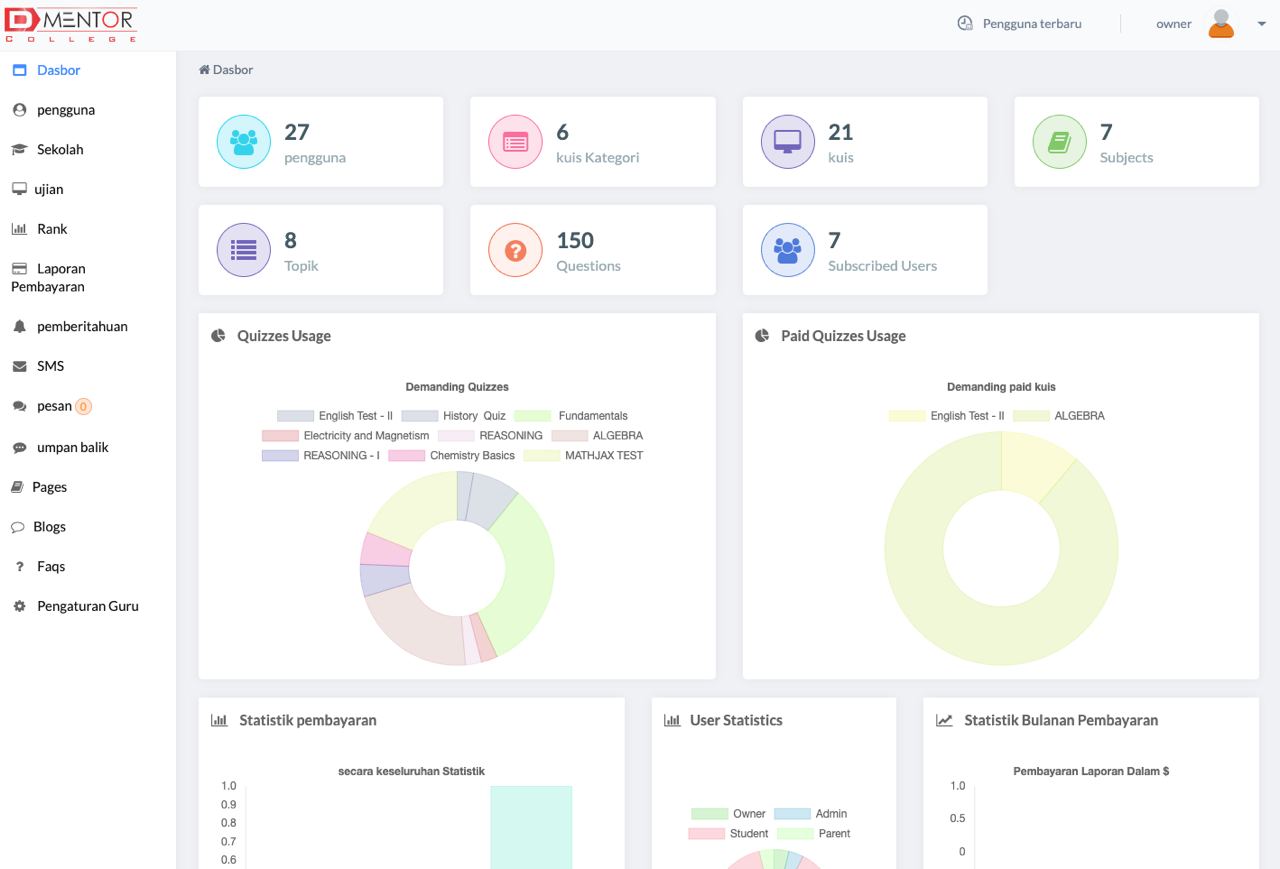 D MENTOR
COLLEGE
Pengguna terbaru
owner
Dasbor
pengguna
Sekolah
ujian
Rank
Laporan
Pembayaran
pemberitahuan
SMS
pesan 0
umpan balik
Pages
Blogs
Faqs
Pengaturan Guru
Dasbor
27
pengguna
6
kuis Kategori
21
kuis
7
Subjects
8
Topik
150
Questions
7
Subscribed Users
Quizzes Usage
Demanding Quizzes
English Test - II History Quiz Fundamentals
Electricity and Magnetism REASONING ALGEBRA
REASONING - I Chemistry Basics MATHJAX TEST
Paid Quizzes Usage
Demanding paid kuis
English Test - II ALGEBRA
Statistik pembayaran
secara keseluruhan Statistik
1.0
0.9
0.8
0.7
0.6
User Statistics
Owner Admin
Student Parent
Statistik Bulanan Pembayaran
Pembayaran Laporan Dalam $
1.0
0.5
0